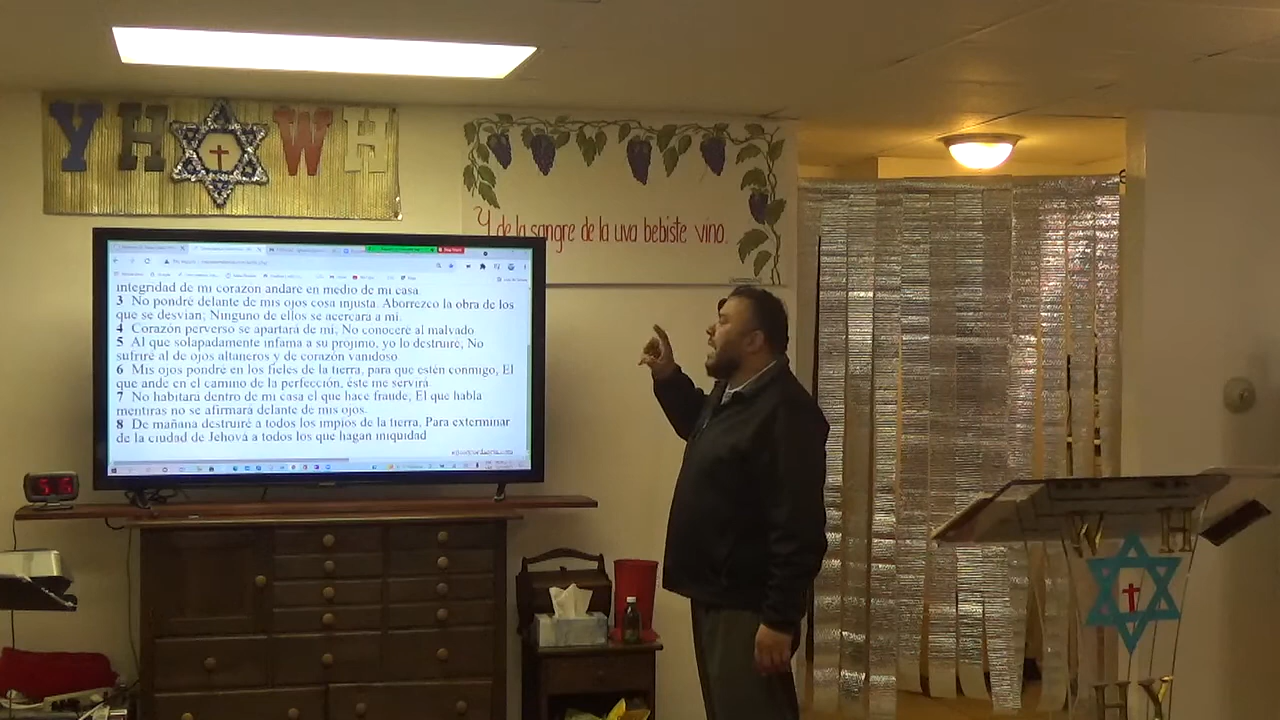 YH WH
Y de la sangre de la uva bebiste vino.
integridad de mi corazón andaré en medio de mi casa
3 No pondré delante de mis ojos cosa injusta. Aborrezco la obra de los
que se desvían; Ninguno de ellos se acercará a mí.
4 Corazón perverso se apartará de mí; No conoceré al malvado
5 Al que solapadamente infama a su prójimo, yo lo destruiré; No
sufriré al de ojos altaneros y de corazón vanidoso
6 Mis ojos pondré en los fieles de la tierra, para que estén conmigo; El
que ande en el camino de la perfección, éste me servirá
7 No habitará dentro de mi casa el que hace fraude; El que habla
mentiras no se afirmará delante de mis ojos.
8 De mañana destruiré a todos los impíos de la tierra, Para exterminar
de la ciudad de Jehová a todos los que hagan iniquidad
W H
H Y